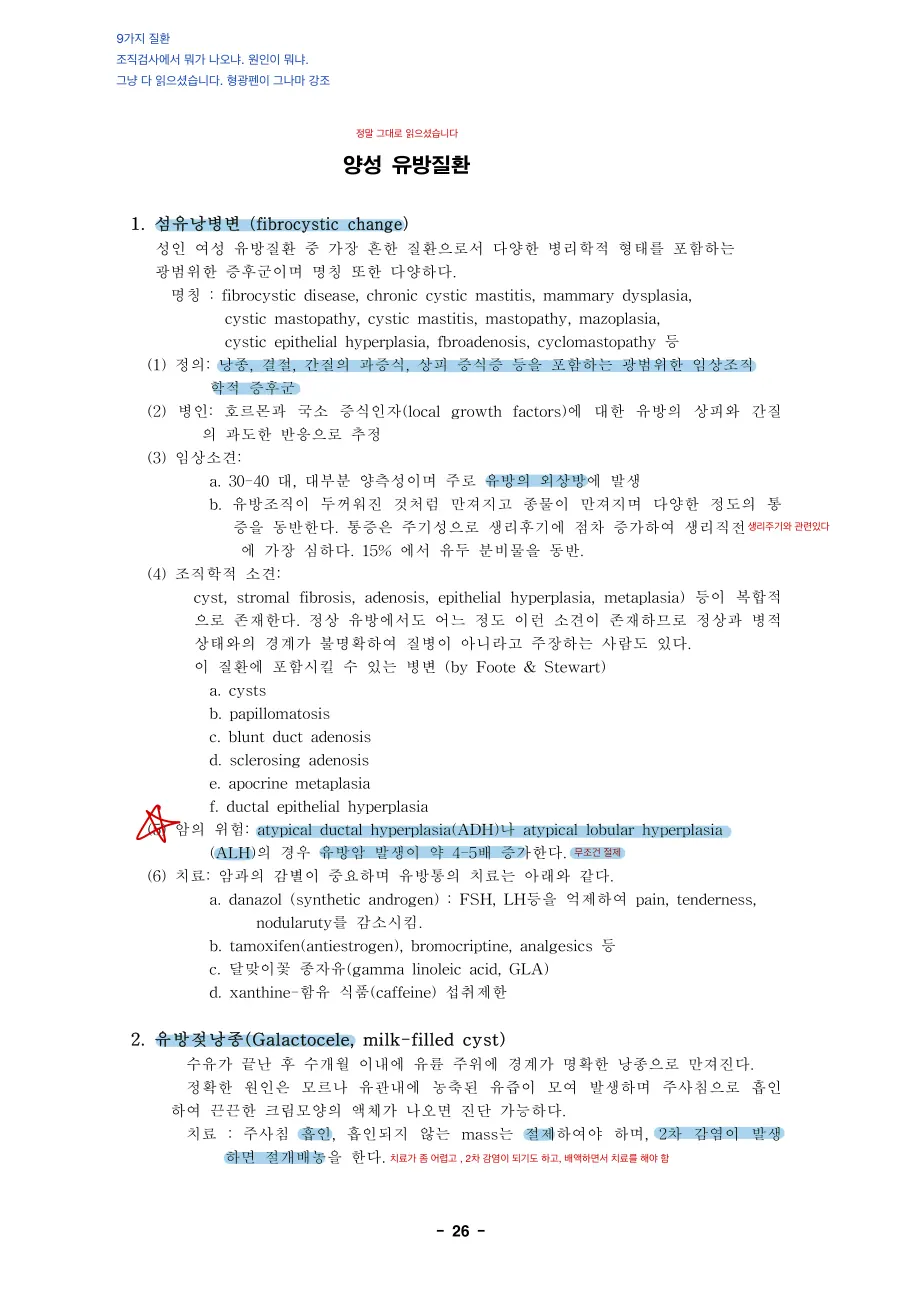 9가지 질환
조직검사에서 뭐가 나오냐. 원인이 뭐냐.
그냥 다 읽으셨습니다. 형광펜이 그나마 강조
정말 그대로 읽으셨습니다
양성 유방질환
1. 섬유낭병변 (fibrocystic change)
성인 여성 유방질환 중 가장 흔한 질환으로서 다양한 병리학적 형태를 포함하는
광범위한 증후군이며 명칭 또한 다양하다.
명칭 : fibrocystic disease, chronic cystic mastitis, mammary dysplasia,
cystic mastopathy, cystic mastitis, mastopathy, mazoplasia,
cystic epithelial hyperplasia, fbroadenosis, cyclomastopathy 등
(1) 정의: 낭종, 결절, 간질의 과증식, 상피 증식증 등을 포함하는 광범위한 임상조직
학적 증후군
(2) 병인: 호르몬과 국소 증식인자(local growth factors)에 대한 유방의 상피와 간질
의 과도한 반응으로 추정
(3) 임상소견:
a. 30-40 대, 대부분 양측성이며 주로 유방의 외상방에 발생
b. 유방조직이 두꺼워진 것처럼 만져지고 종물이 만져지며 다양한 정도의 통
증을 동반한다. 통증은 주기성으로 생리후기에 점차 증가하여 생리직전 생리주기와 관련있다
에 가장 심하다. 15% 에서 유두 분비물을 동반.
(4) 조직학적 소견:
cyst, stromal fibrosis, adenosis, epithelial hyperplasia, metaplasia) 등이 복합적
으로 존재한다. 정상 유방에서도 어느 정도 이런 소견이 존재하므로 정상과 병적
상태와의 경계가 불명확하여 질병이 아니라고 주장하는 사람도 있다.
이 질환에 포함시킬 수 있는 병변 (by Foote & Stewart)
a. cysts
b. papillomatosis
c. blunt duct adenosis
d. sclerosing adenosis
e. apocrine metaplasia
f. ductal epithelial hyperplasia
(5) 암의 위험: atypical ductal hyperplasia(ADH)나 atypical lobular hyperplasia
(ALH)의 경우 유방암 발생이 약 4-5배 증가한다. 무조건 절제
(6) 치료: 암과의 감별이 중요하며 유방통의 치료는 아래와 같다.
a. danazol (synthetic androgen) : FSH, LH등을 억제하여 pain, tenderness,
nodularuty를 감소시킴.
b. tamoxifen(antiestrogen), bromocriptine, analgesics 등
c. 달맞이꽃 종자유(gamma linoleic acid, GLA)
d. xanthine-함유 식품(caffeine) 섭취제한
2. 유방젖낭종(Galactocele, milk-filled cyst)
수유가 끝난 후 수개월 이내에 유륜 주위에 경계가 명확한 낭종으로 만져진다.
정확한 원인은 모르나 유관내에 농축된 유즙이 모여 발생하며 주사침으로 흡인
하여 끈끈한 크림모양의 액체가 나오면 진단 가능하다.
치료 : 주사침 흡인, 흡인되지 않는 mass는 절제하여야 하며, 2차 감염이 발생
하면 절개배농을 한다. 치료가 좀 어렵고 , 2차 감염이 되기도 하고, 배액하면서 치료를 해야 함
- 26 -